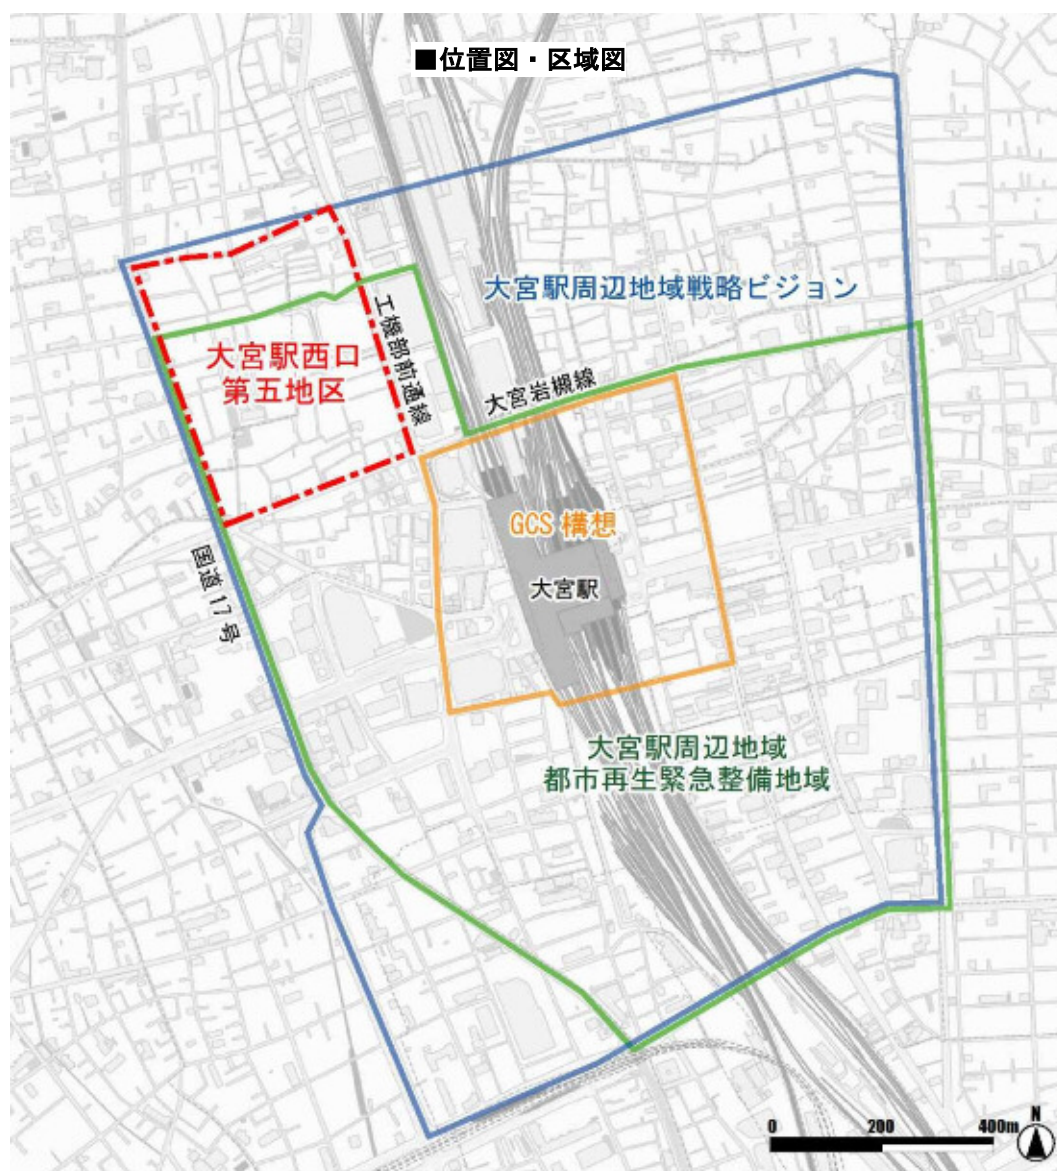 ■位置図・区域図
大宮駅周辺地域戦略ビジョン
工機部前通線
大宮駅西口
第五地区
大宮岩槻線
GCS 構想
大宮駅
国道17号
大宮駅周辺地域
都市再生緊急整備地域
0 200 400m
N